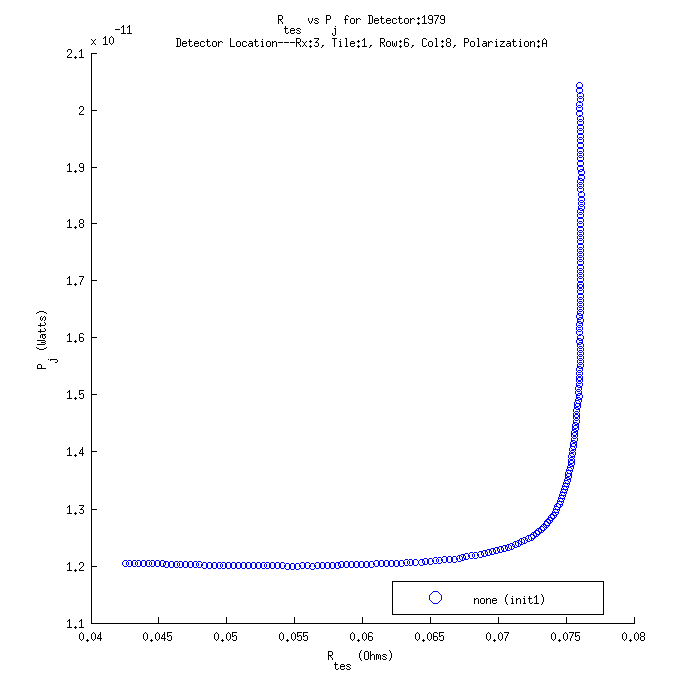 R_tes vs P_j for Detector:1979
x 10^-11
Detector Location---Rx:3, Tile:1, Row:6, Col:8, Polarization:A
2.1
2
1.9
1.8
1.7
1.6
1.5
1.4
1.3
1.2
1.1
P_j (Watts)
none (init1)
0.04 0.045 0.05 0.055 0.06 0.065 0.07 0.075 0.08
R_tes (Ohms)